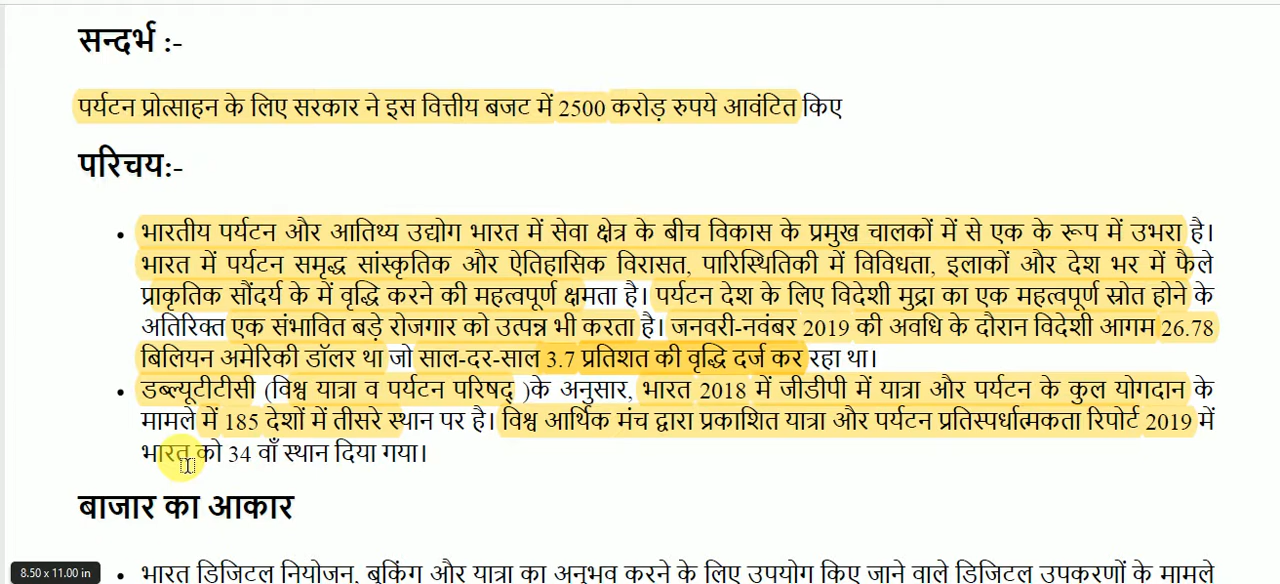 सन्दर्भ :-
पर्यटन प्रोत्साहन के लिए सरकार ने इस वित्तीय बजट में 2500 करोड़ रुपये आवंटित किए
परिचय:-
• भारतीय पर्यटन और आतिथ्य उद्योग भारत में सेवा क्षेत्र के बीच विकास के प्रमुख चालकों में से एक के रूप में उभरा है।
भारत में पर्यटन समृद्ध सांस्कृतिक और ऐतिहासिक विरासत, पारिस्थितिकी में विविधता, इलाकों और देश भर में फैले
प्राकृतिक सौंदर्य के में वृद्धि करने की महत्वपूर्ण क्षमता है। पर्यटन देश के लिए विदेशी मुद्रा का एक महत्वपूर्ण स्रोत होने के
अतिरिक्त एक संभावित बड़े रोजगार को उत्पन्न भी करता है। जनवरी-नवंबर 2019 की अवधि के दौरान विदेशी आगम 26.78
बिलियन अमेरिकी डॉलर था जो साल-दर-साल 3.7 प्रतिशत की वृद्धि दर्ज कर रहा था।
• डब्ल्यूटीटीसी (विश्व यात्रा व पर्यटन परिषद् )के अनुसार, भारत 2018 में जीडीपी में यात्रा और पर्यटन के कुल योगदान के
मामले में 185 देशों में तीसरे स्थान पर है। विश्व आर्थिक मंच द्वारा प्रकाशित यात्रा और पर्यटन प्रतिस्पर्धात्मकता रिपोर्ट 2019 में
भारत को 34 वाँ स्थान दिया गया।
बाजार का आकार
• भारत डिजिटल नियोजन, बुकिंग और यात्रा का अनुभव करने के लिए उपयोग किए जाने वाले डिजिटल उपकरणों के मामले
8.50 x 11.00 in